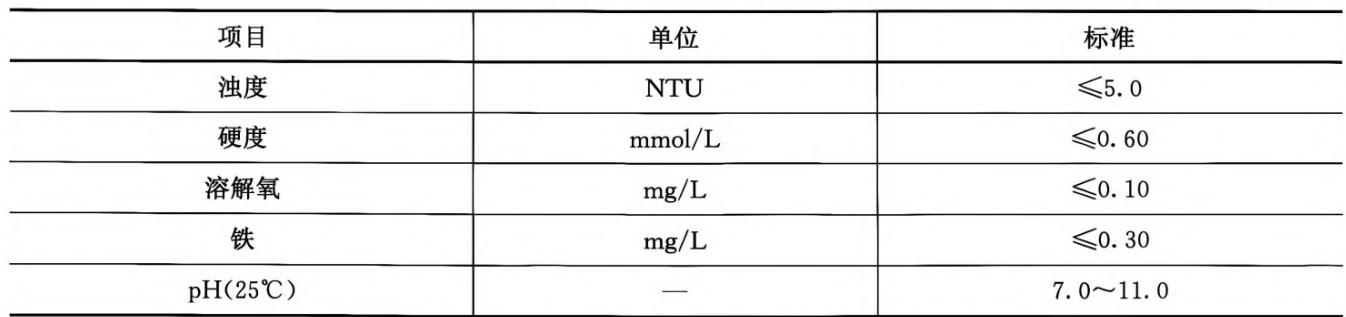 项目 单位 标准
浊度 NTU ≤5.0
硬度 mmol/L ≤0.60
溶解氧 mg/L ≤0.10
铁 mg/L ≤0.30
pH(25℃) — 7.0～11.0